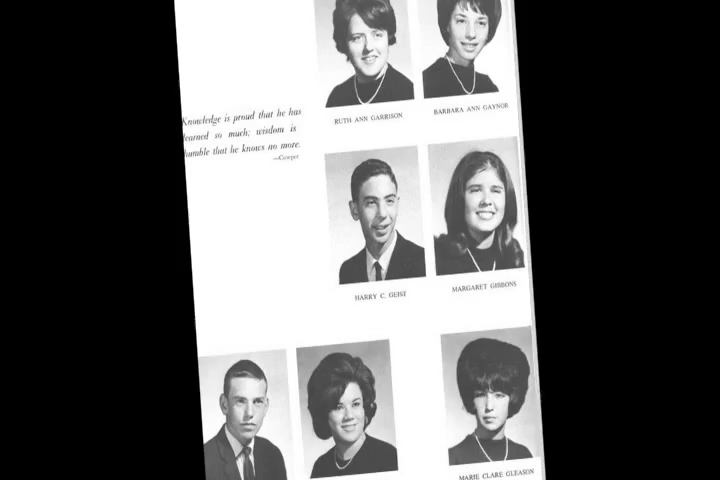 Knowledge is proud that he has
learned so much; wisdom is
humble that he knows no more.
—Cowper
RUTH ANN GARRISON
BARBARA ANN GAYNOR
HARRY C. GEIST
MARGARET GIBBONS
MARIE CLARE GLEASON